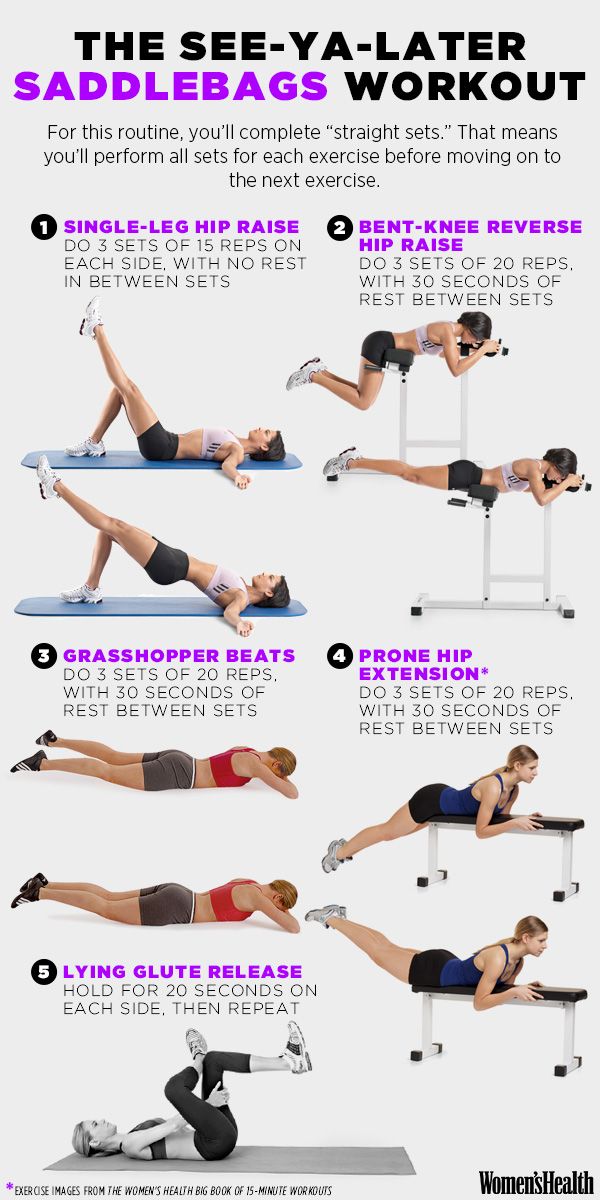 THE SEE-YA-LATER
SADDLEBAGS WORKOUT
For this routine, you'll complete “straight sets.” That means
you'll perform all sets for each exercise before moving on to
the next exercise.
1 SINGLE-LEG HIP RAISE
DO 3 SETS OF 15 REPS ON
EACH SIDE, WITH NO REST
IN BETWEEN SETS
2 BENT-KNEE REVERSE
HIP RAISE
DO 3 SETS OF 20 REPS,
WITH 30 SECONDS OF
REST BETWEEN SETS
3 GRASSHOPPER BEATS
DO 3 SETS OF 20 REPS,
WITH 30 SECONDS OF
REST BETWEEN SETS
4 PRONE HIP
EXTENSION*
DO 3 SETS OF 20 REPS,
WITH 30 SECONDS OF
REST BETWEEN SETS
5 LYING GLUTE RELEASE
HOLD FOR 20 SECONDS ON
EACH SIDE, THEN REPEAT
*EXERCISE IMAGES FROM THE WOMEN'S HEALTH BIG BOOK OF 15-MINUTE WORKOUTS
Women'sHealth